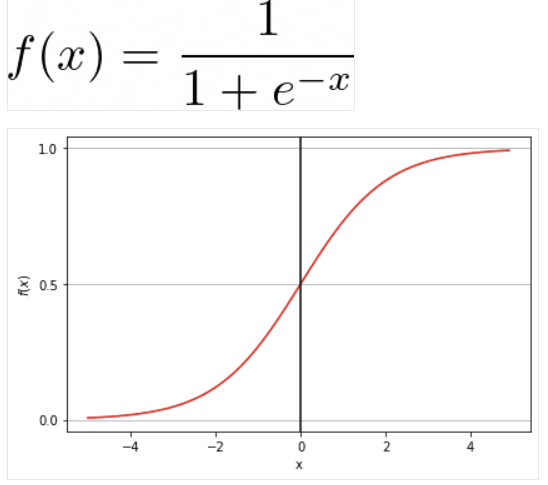 f(x) = 1 / (1 + e^{-x})
1.0
f(x)
0.5
0.0
−4 −2 0 2 4
x